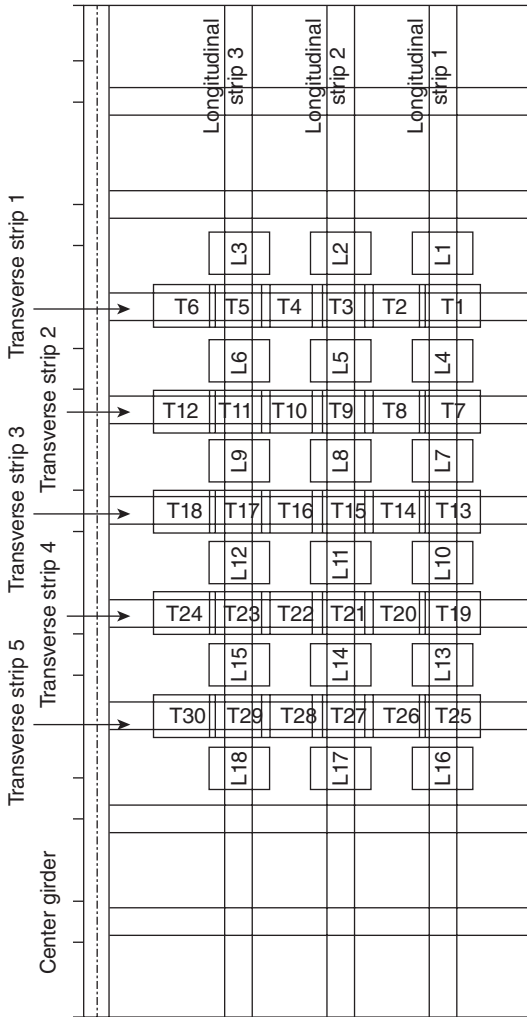 Longitudinal
strip 3
Longitudinal
strip 2
Longitudinal
strip 1
Transverse strip 1
L3 L2 L1
T6 T5 T4 T3 T2 T1
Transverse strip 2
L6 L5 L4
T12 T11 T10 T9 T8 T7
Transverse strip 3
L9 L8 L7
T18 T17 T16 T15 T14 T13
Transverse strip 4
L12 L11 L10
T24 T23 T22 T21 T20 T19
Transverse strip 5
L15 L14 L13
T30 T29 T28 T27 T26 T25
L18 L17 L16
Center girder